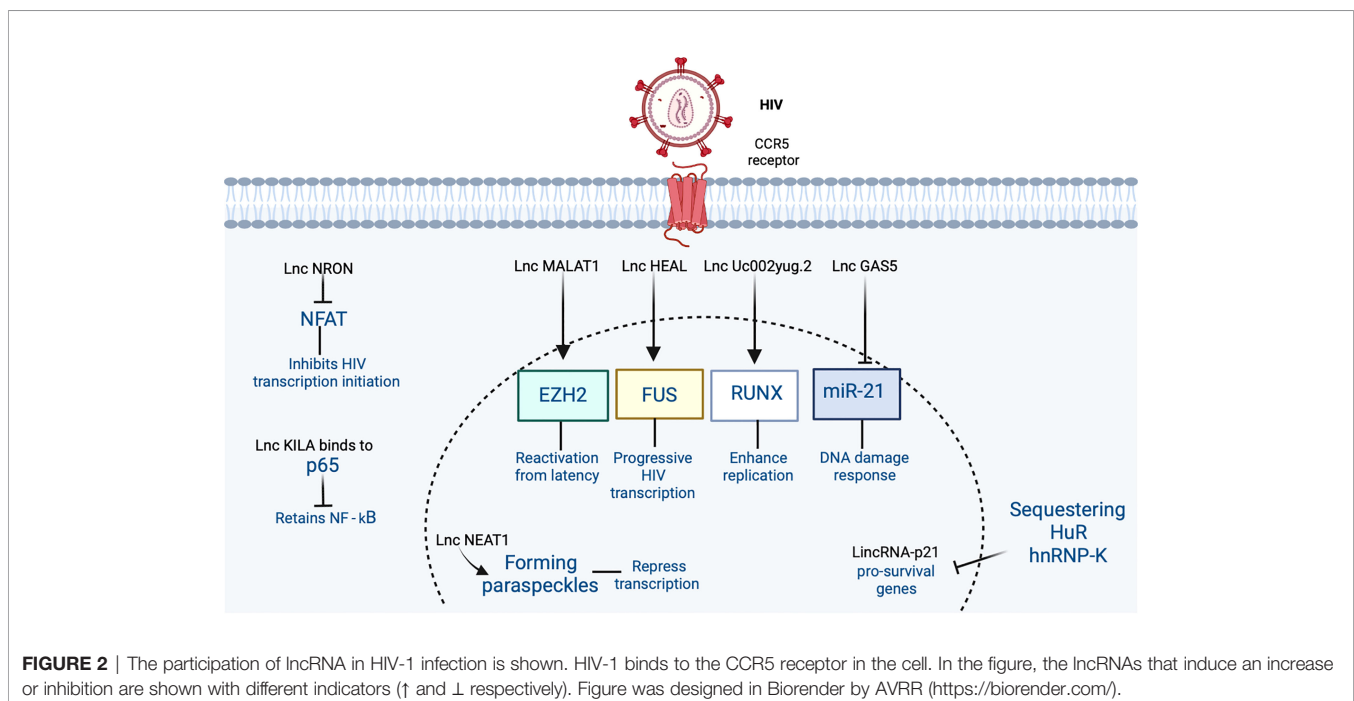 HIV
CCR5
receptor
Lnc NRON
NFAT
Inhibits HIV
transcription initiation
Lnc KILA binds to
p65
Retains NF-kB
Lnc MALAT1
Lnc HEAL
Lnc Uc002yug.2
Lnc GAS5
EZH2
FUS
RUNX
miR-21
Reactivation
from latency
Progressive
HIV
transcription
Enhance
replication
DNA damage
response
Lnc NEAT1
Forming
paraspeckles
Repress
transcription
LincRNA-p21
pro-survival
genes
Sequestering
HuR
hnRNP-K
FIGURE 2 | The participation of lncRNA in HIV-1 infection is shown. HIV-1 binds to the CCR5 receptor in the cell. In the figure, the lncRNAs that induce an increase
or inhibition are shown with different indicators (↑ and ⊥ respectively). Figure was designed in Biorender by AVRR (https://biorender.com/).